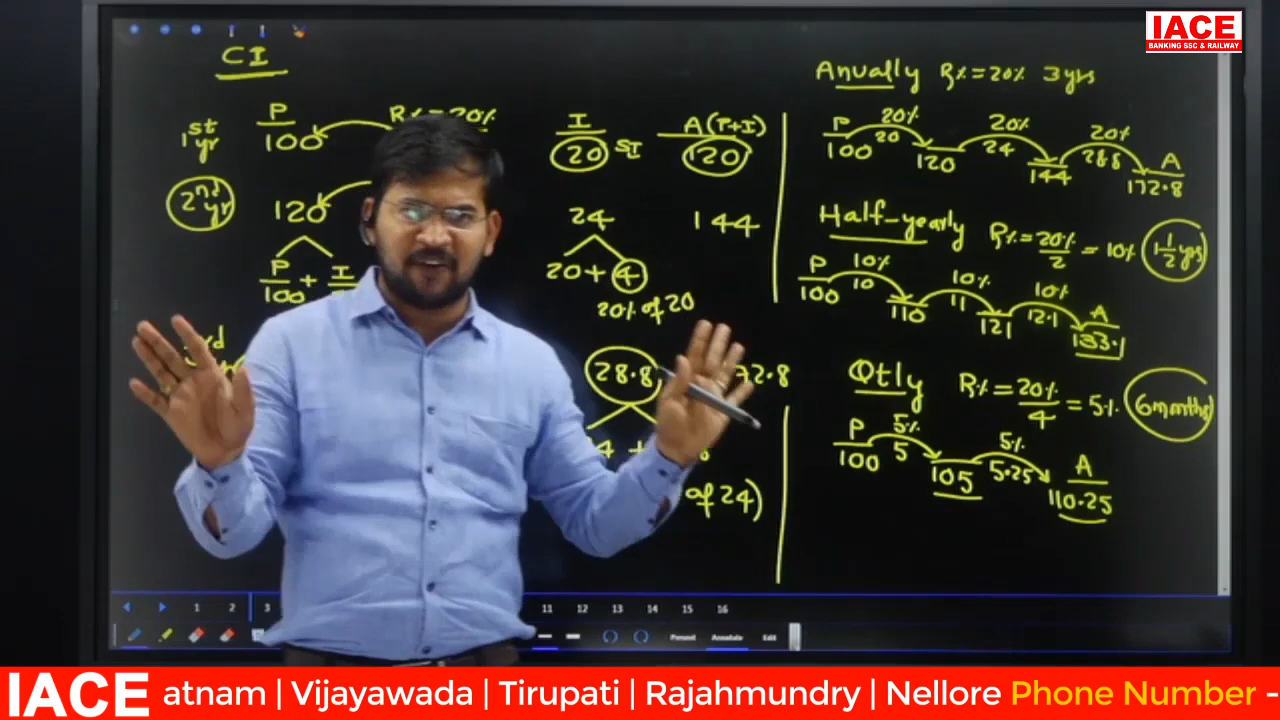 IACE
BANKING SSC & RAILWAY
CI
1st yr
P
100
R% = 20%
I
20 SI
A(P+I)
120
2nd yr
120
24
144
P + I
100
20 + 4
20% of 20
28.8
of 24)
Anually R% = 20% 3yrs
20% 20% 20%
P 20 24 28.8 A
100 120 144 172.8
Half-yearly R% = 20%/2 = 10% 1 1/2 yrs
10% 10% 10%
P 10 11 12.1 A
100 110 121 133.1
Qtly R% = 20%/4 = 5% 6months
5% 5%
P 5 5.25 A
100 105 110.25
1 2 3 11 12 13 14 15 16
Present Annotate Edit
IACE atnam | Vijayawada | Tirupati | Rajahmundry | Nellore Phone Number -